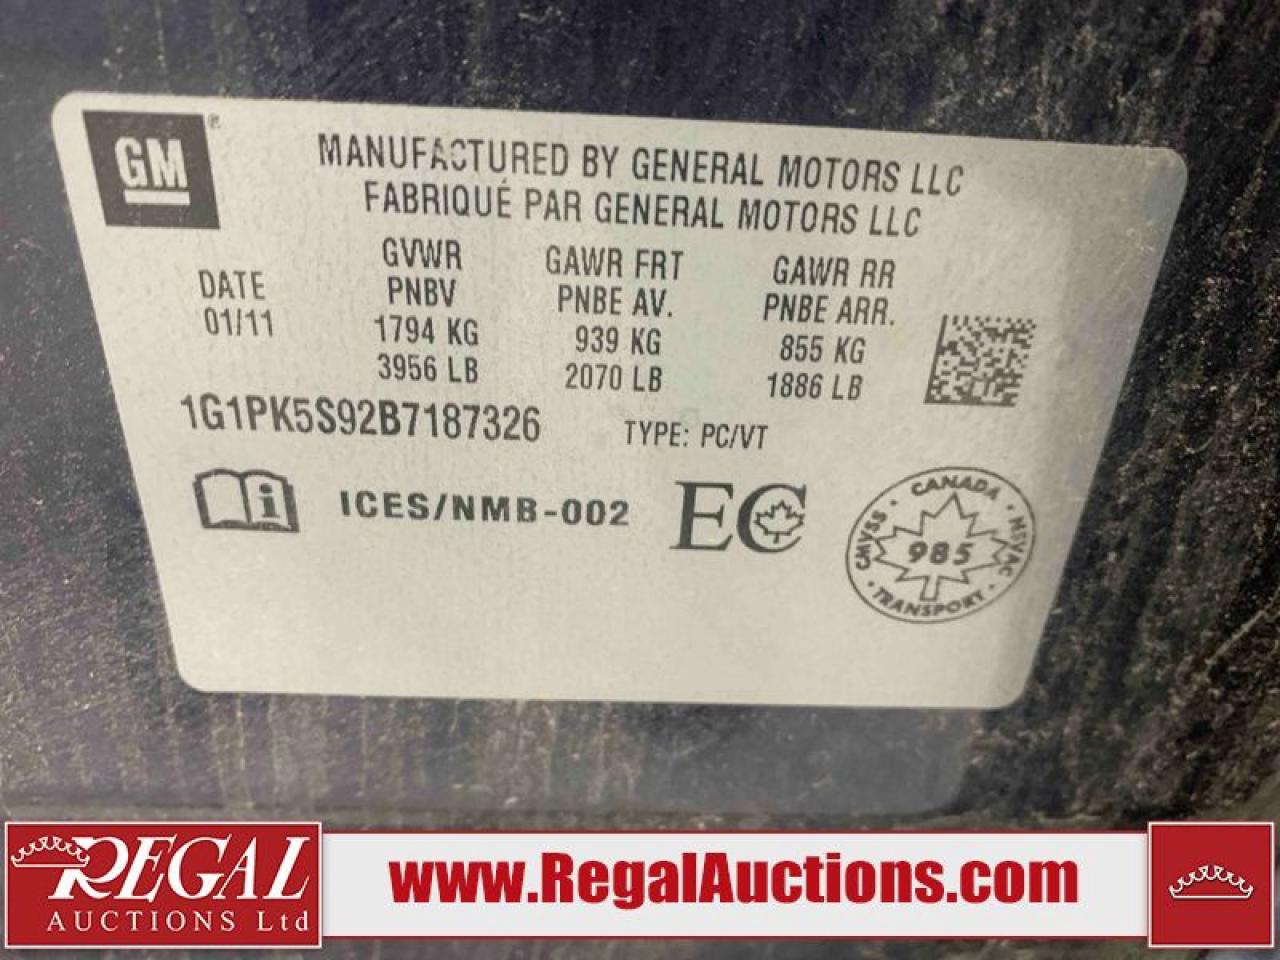 GM®
MANUFACTURED BY GENERAL MOTORS LLC
FABRIQUÉ PAR GENERAL MOTORS LLC
DATE
01/11
GVWR
PNBV
1794 KG
3956 LB
GAWR FRT
PNBE AV.
939 KG
2070 LB
GAWR RR
PNBE ARR.
855 KG
1886 LB
1G1PK5S92B7187326
TYPE: PC/VT
i
ICES/NMB-002
EC
CANADA
CMVSS
985
NSVAC
TRANSPORT
REGAL
AUCTIONS Ltd
www.RegalAuctions.com